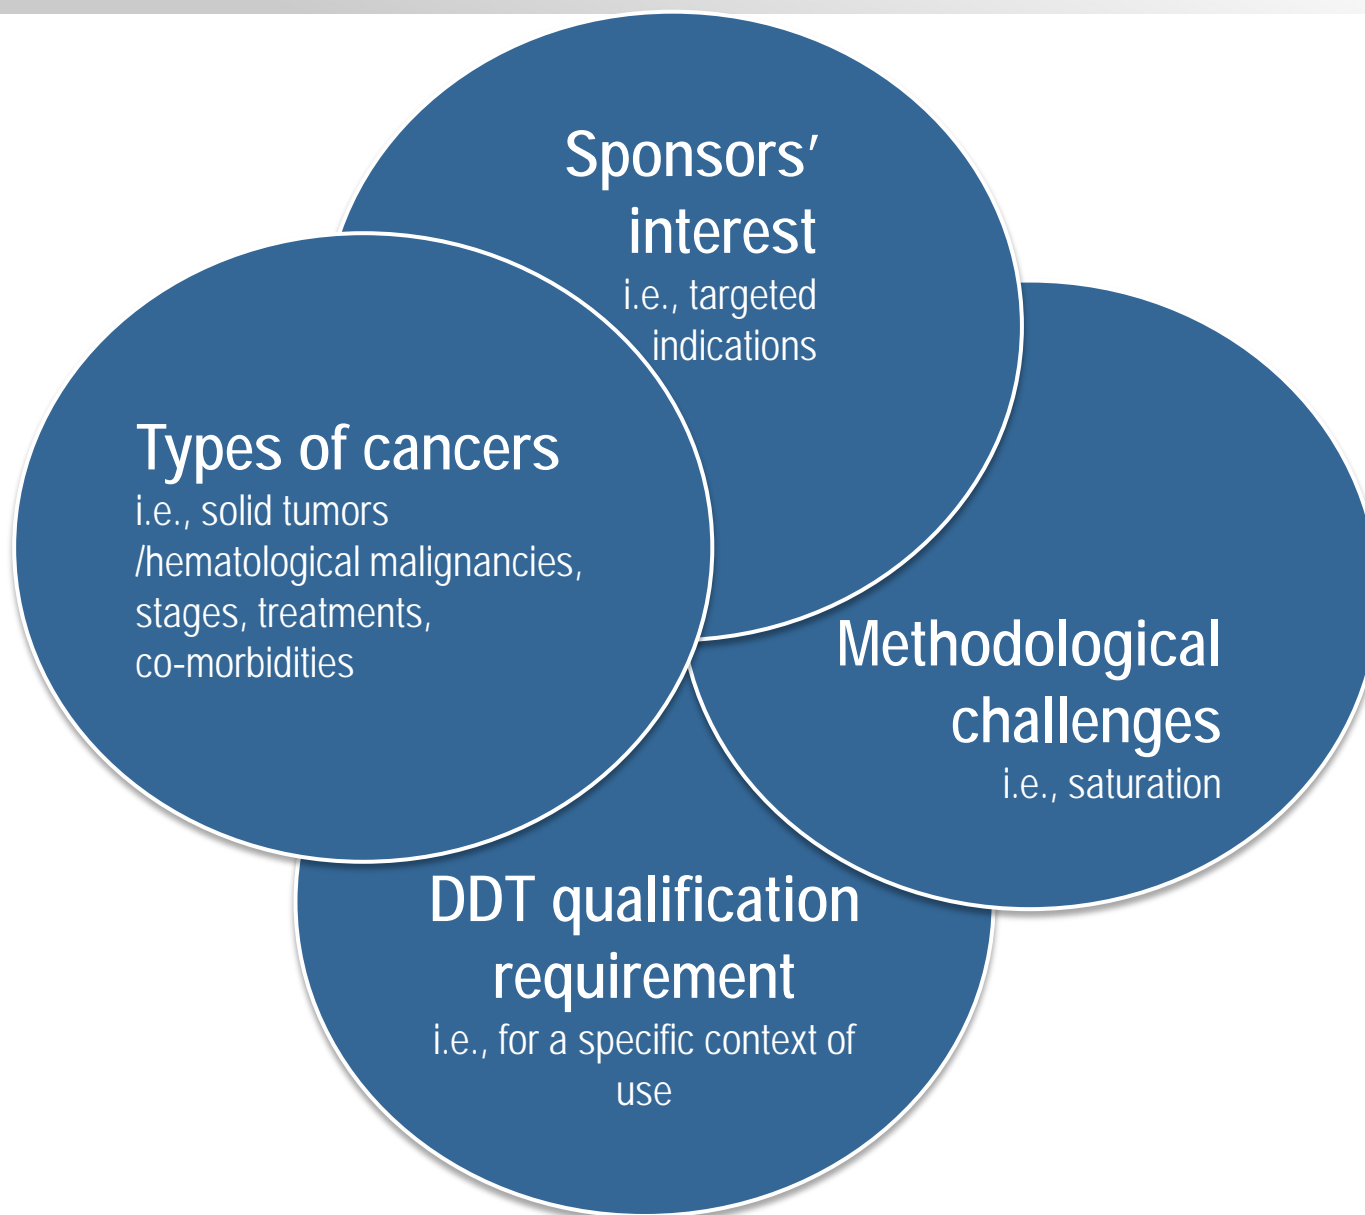 Sponsors’
interest
i.e., targeted
indications
Types of cancers
i.e., solid tumors
/hematological malignancies,
stages, treatments,
co-morbidities
Methodological
challenges
i.e., saturation
DDT qualification
requirement
i.e., for a specific context of
use